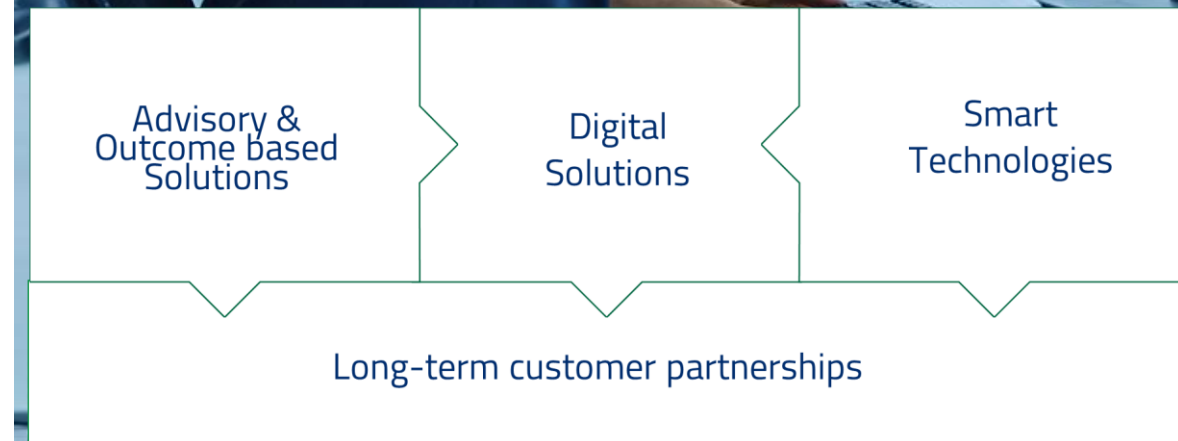 Advisory &
Outcome based
Solutions
Digital
Solutions
Smart
Technologies
Long-term customer partnerships